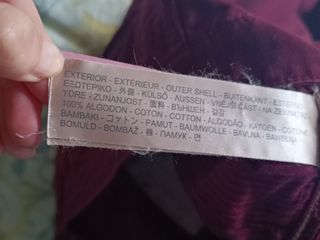 EXTERIOR - EXTÉRIEUR - OUTER SHELL - BUITENKANT - ESTERNO
ΕΞΩΤΕΡΙΚΟ - 外側 - KÜLSŐ - AUSSEN - VNĚJŠÍ ČÁST - NA ZEWNĄTRZ
YDRE - ZUNANJOST - 面料 - ВЪНШЕН - 겉감
100% ALGODON - COTON - COTTON - ALGODÃO - KATOEN - COTONE
ΒΑΜΒΑΚΙ - コットン - PAMUT - BAUMWOLLE - BAVLNA - BAWEŁNA -
BOMULD - BOMBAŽ - 棉 - ПАМУК - 면